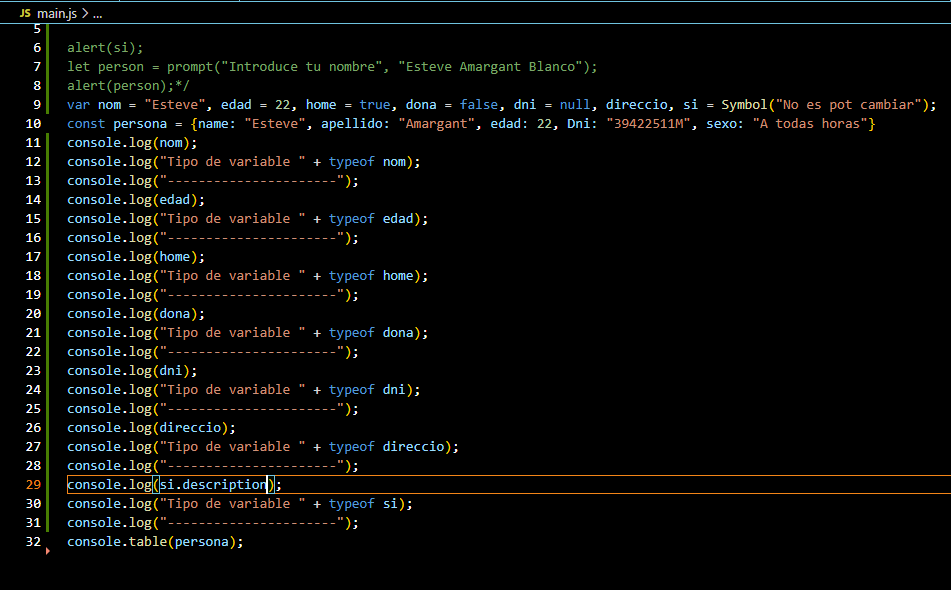 JS main.js > ...
5
6 alert(si);
7 let person = prompt("Introduce tu nombre", "Esteve Amargant Blanco");
8 alert(person);*/
9 var nom = "Esteve", edad = 22, home = true, dona = false, dni = null, direccio, si = Symbol("No es pot cambiar");
10 const persona = {name: "Esteve", apellido: "Amargant", edad: 22, Dni: "39422511M", sexo: "A todas horas"}
11 console.log(nom);
12 console.log("Tipo de variable " + typeof nom);
13 console.log("----------------------");
14 console.log(edad);
15 console.log("Tipo de variable " + typeof edad);
16 console.log("----------------------");
17 console.log(home);
18 console.log("Tipo de variable " + typeof home);
19 console.log("----------------------");
20 console.log(dona);
21 console.log("Tipo de variable " + typeof dona);
22 console.log("----------------------");
23 console.log(dni);
24 console.log("Tipo de variable " + typeof dni);
25 console.log("----------------------");
26 console.log(direccio);
27 console.log("Tipo de variable " + typeof direccio);
28 console.log("----------------------");
29 console.log(si.description);
30 console.log("Tipo de variable " + typeof si);
31 console.log("----------------------");
32 console.table(persona);